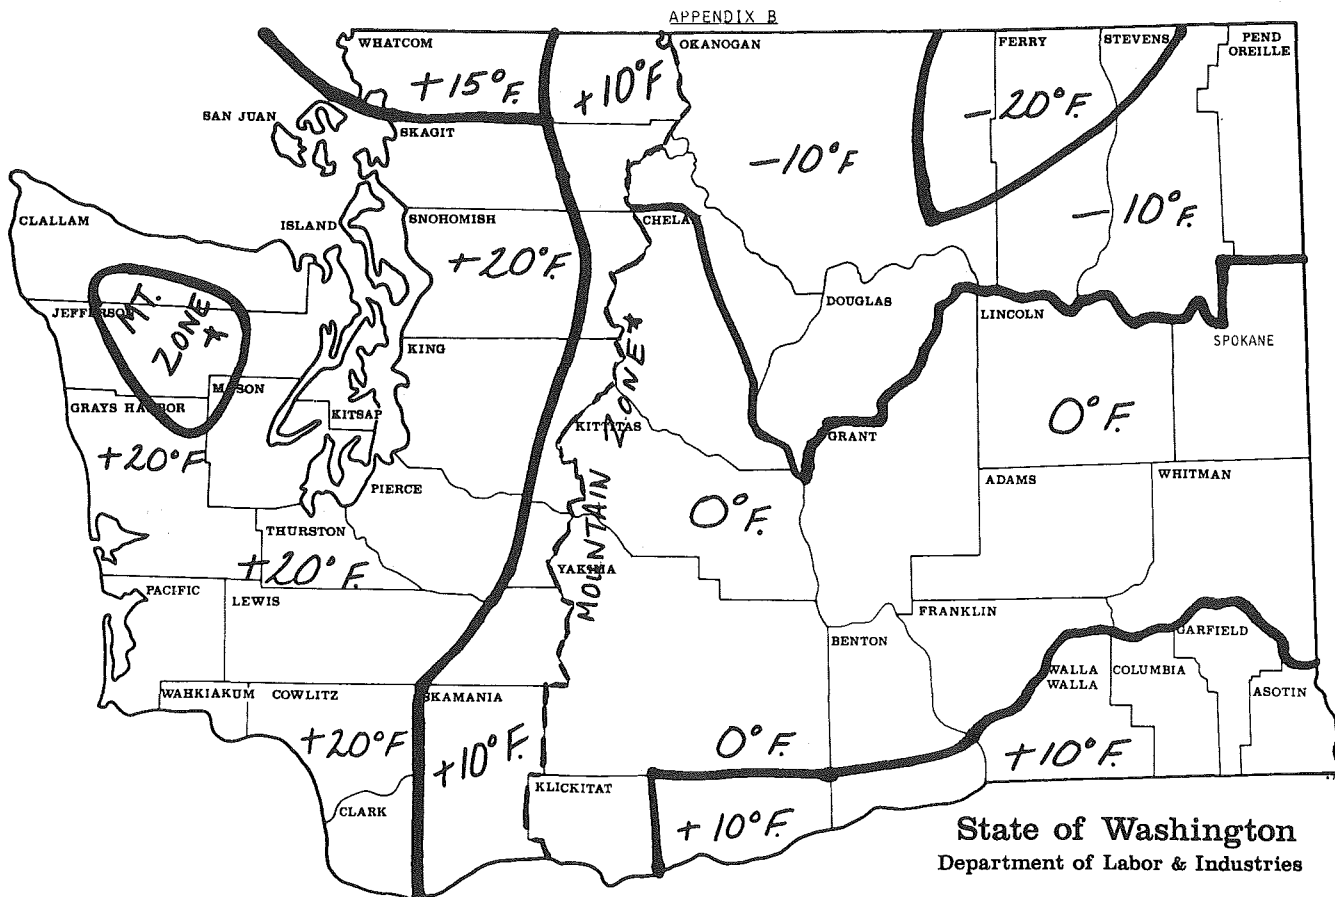 APPENDIX B
WHATCOM
OKANOGAN
FERRY
STEVENS
PEND
OREILLE
+15°F.
+10°F
-20°F.
SAN JUAN
SKAGIT
-10°F
CLALLAM
ISLAND
SNOHOMISH
CHELA
-10°F.
+20°F.
JEFFERSON
MT.
ZONE
*
DOUGLAS
LINCOLN
SPOKANE
KING
MASON
GRAYS HARBOR
KITSAP
KITTITAS
MOUNTAIN ZONE*
GRANT
0°F.
+20°F
PIERCE
ADAMS
WHITMAN
THURSTON
0°F.
+20°F.
YAKIMA
PACIFIC
LEWIS
FRANKLIN
BENTON
GARFIELD
WAHKIAKUM
COWLITZ
SKAMANIA
WALLA
WALLA
COLUMBIA
ASOTIN
+20°F
+10°F.
0°F.
+10°F.
KLICKITAT
CLARK
+10°F.
State of Washington
Department of Labor & Industries